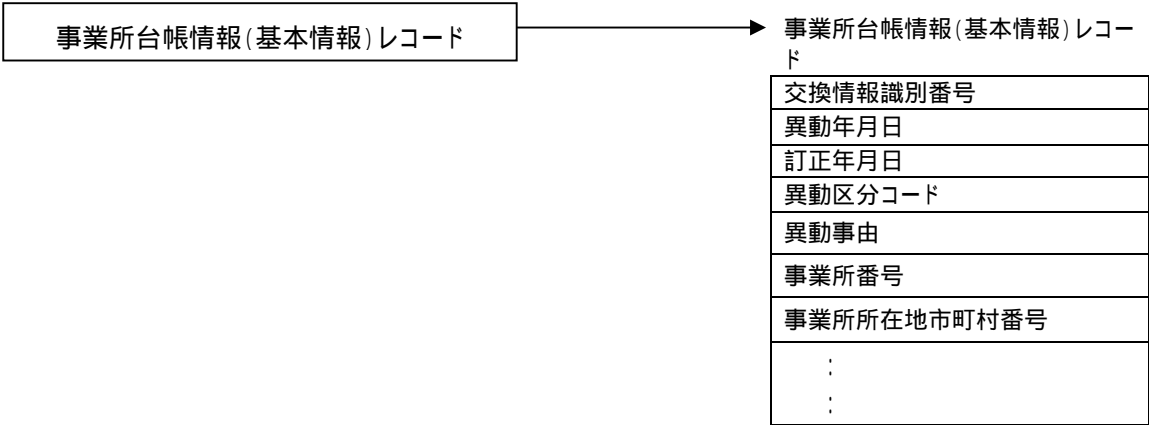 事業所台帳情報(基本情報)レコード
事業所台帳情報(基本情報)レコー
ド
交換情報識別番号
異動年月日
訂正年月日
異動区分コード
異動事由
事業所番号
事業所所在地市町村番号
:
: